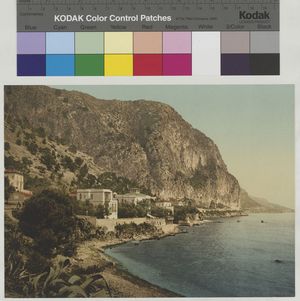 KODAK Color Control Patches
Kodak
Blue Cyan Green Yellow Red Magenta White 3/Color Black